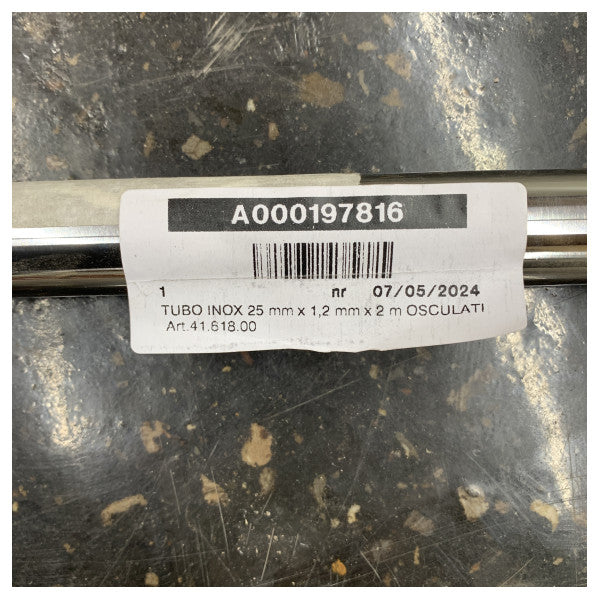 A000197816
1 nr 07/05/2024
TUBO INOX 25 mm x 1,2 mm x 2 m OSCULATI
Art.41.618.00